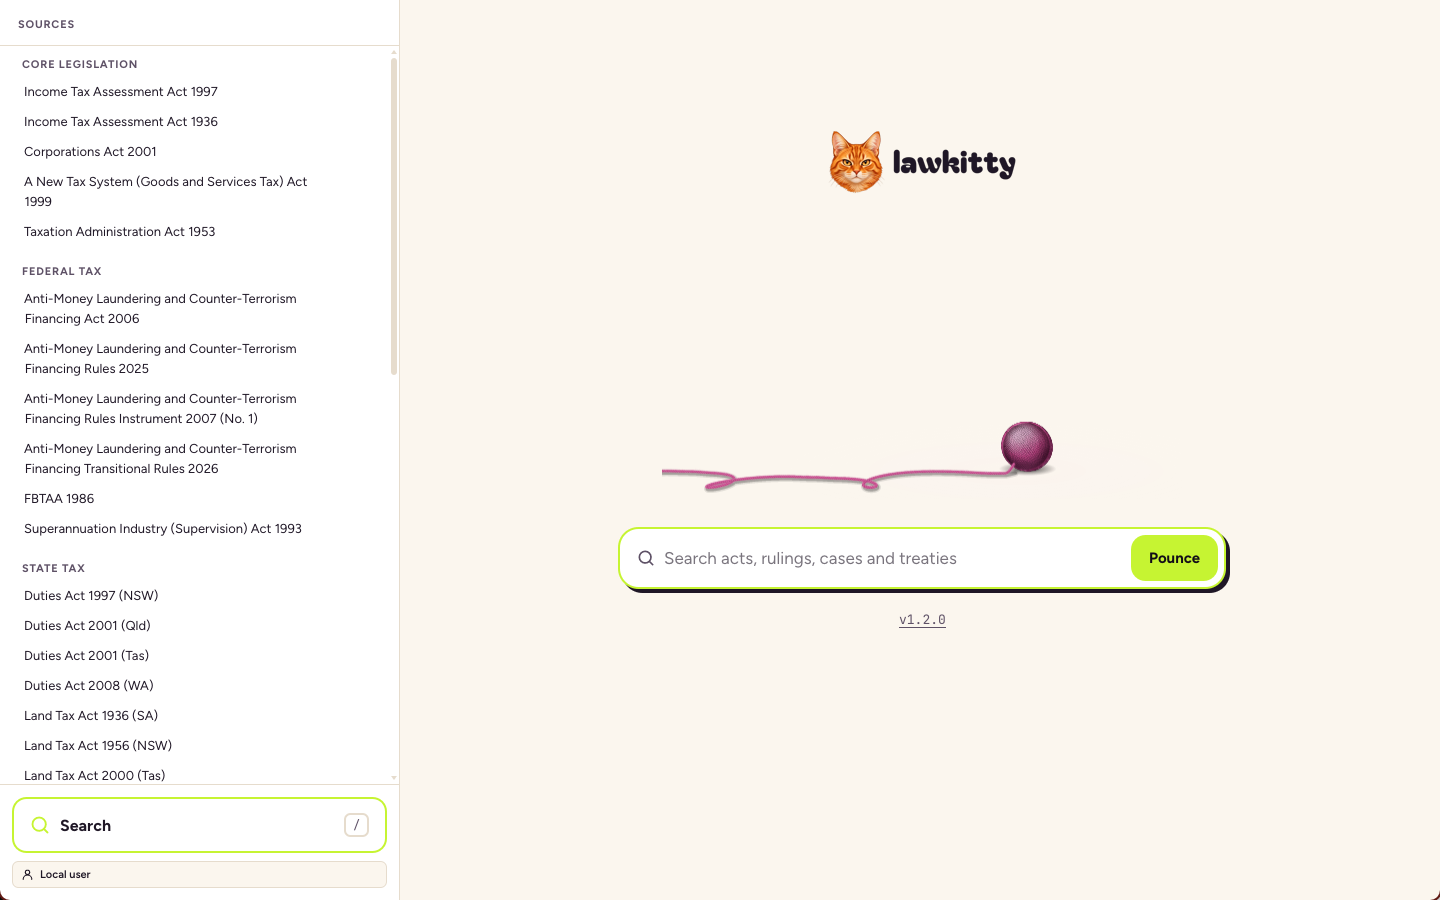 SOURCES
CORE LEGISLATION
Income Tax Assessment Act 1997
Income Tax Assessment Act 1936
Corporations Act 2001
A New Tax System (Goods and Services Tax) Act
1999
Taxation Administration Act 1953
FEDERAL TAX
Anti-Money Laundering and Counter-Terrorism
Financing Act 2006
Anti-Money Laundering and Counter-Terrorism
Financing Rules 2025
Anti-Money Laundering and Counter-Terrorism
Financing Rules Instrument 2007 (No. 1)
Anti-Money Laundering and Counter-Terrorism
Financing Transitional Rules 2026
FBTAA 1986
Superannuation Industry (Supervision) Act 1993
STATE TAX
Duties Act 1997 (NSW)
Duties Act 2001 (Qld)
Duties Act 2001 (Tas)
Duties Act 2008 (WA)
Land Tax Act 1936 (SA)
Land Tax Act 1956 (NSW)
Land Tax Act 2000 (Tas)
Search /
Local user
lawkitty
Search acts, rulings, cases and treaties
Pounce
v1.2.0